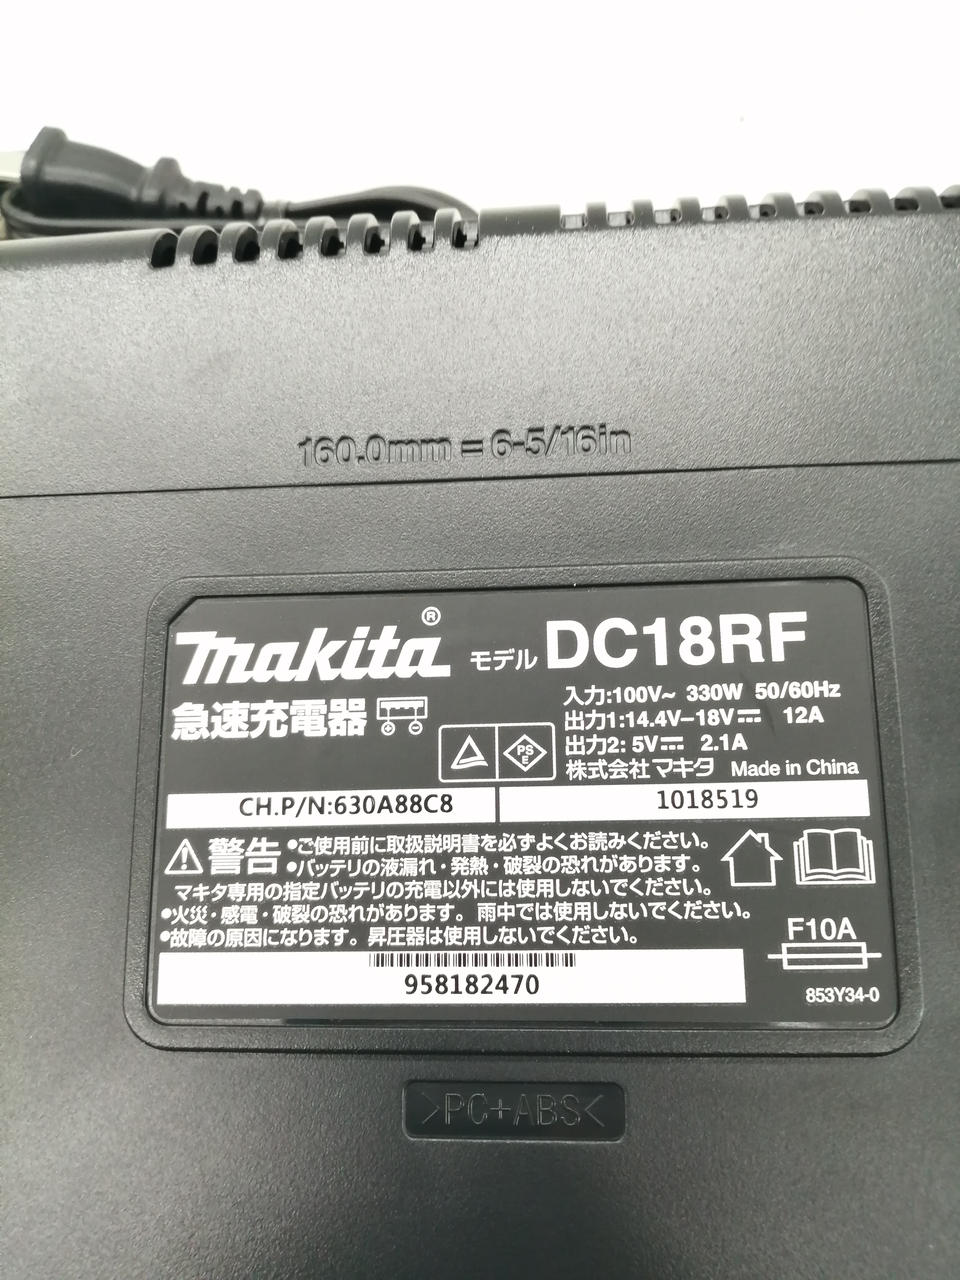 160.0mm = 6-5/16in
makita® モデル DC18RF
急速充電器
入力:100V~ 330W 50/60Hz
出力1:14.4V-18V⎓ 12A
出力2: 5V⎓ 2.1A
PS
E
株式会社マキタ Made in China
CH.P/N:630A88C8
1018519
警告 •ご使用前に取扱説明書を必ずよくお読みください。
•バッテリの液漏れ・発熱・破裂の恐れがあります。
マキタ専用の指定バッテリの充電以外には使用しないでください。
•火災・感電・破裂の恐れがあります。雨中では使用しないでください。
•故障の原因になります。昇圧器は使用しないでください。
F10A
958182470
853Y34-0
>PC+ABS<